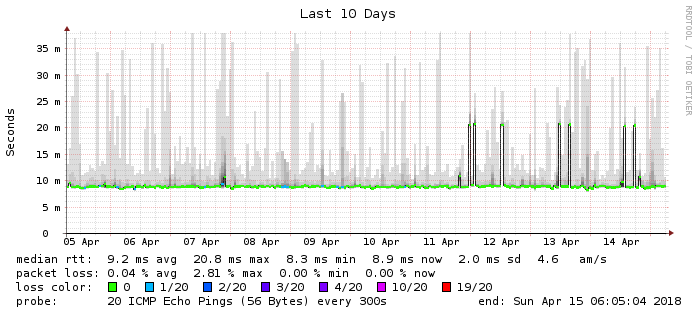 Last 10 Days
RRDTOOL / TOBI OETIKER
Seconds
35 m
30 m
25 m
20 m
15 m
10 m
5 m
0
05 Apr 06 Apr 07 Apr 08 Apr 09 Apr 10 Apr 11 Apr 12 Apr 13 Apr 14 Apr
median rtt: 9.2 ms avg 20.8 ms max 8.3 ms min 8.9 ms now 2.0 ms sd 4.6 am/s
packet loss: 0.04 % avg 2.81 % max 0.00 % min 0.00 % now
loss color: 0 1/20 2/20 3/20 4/20 10/20 19/20
probe: 20 ICMP Echo Pings (56 Bytes) every 300s end: Sun Apr 15 06:05:04 2018